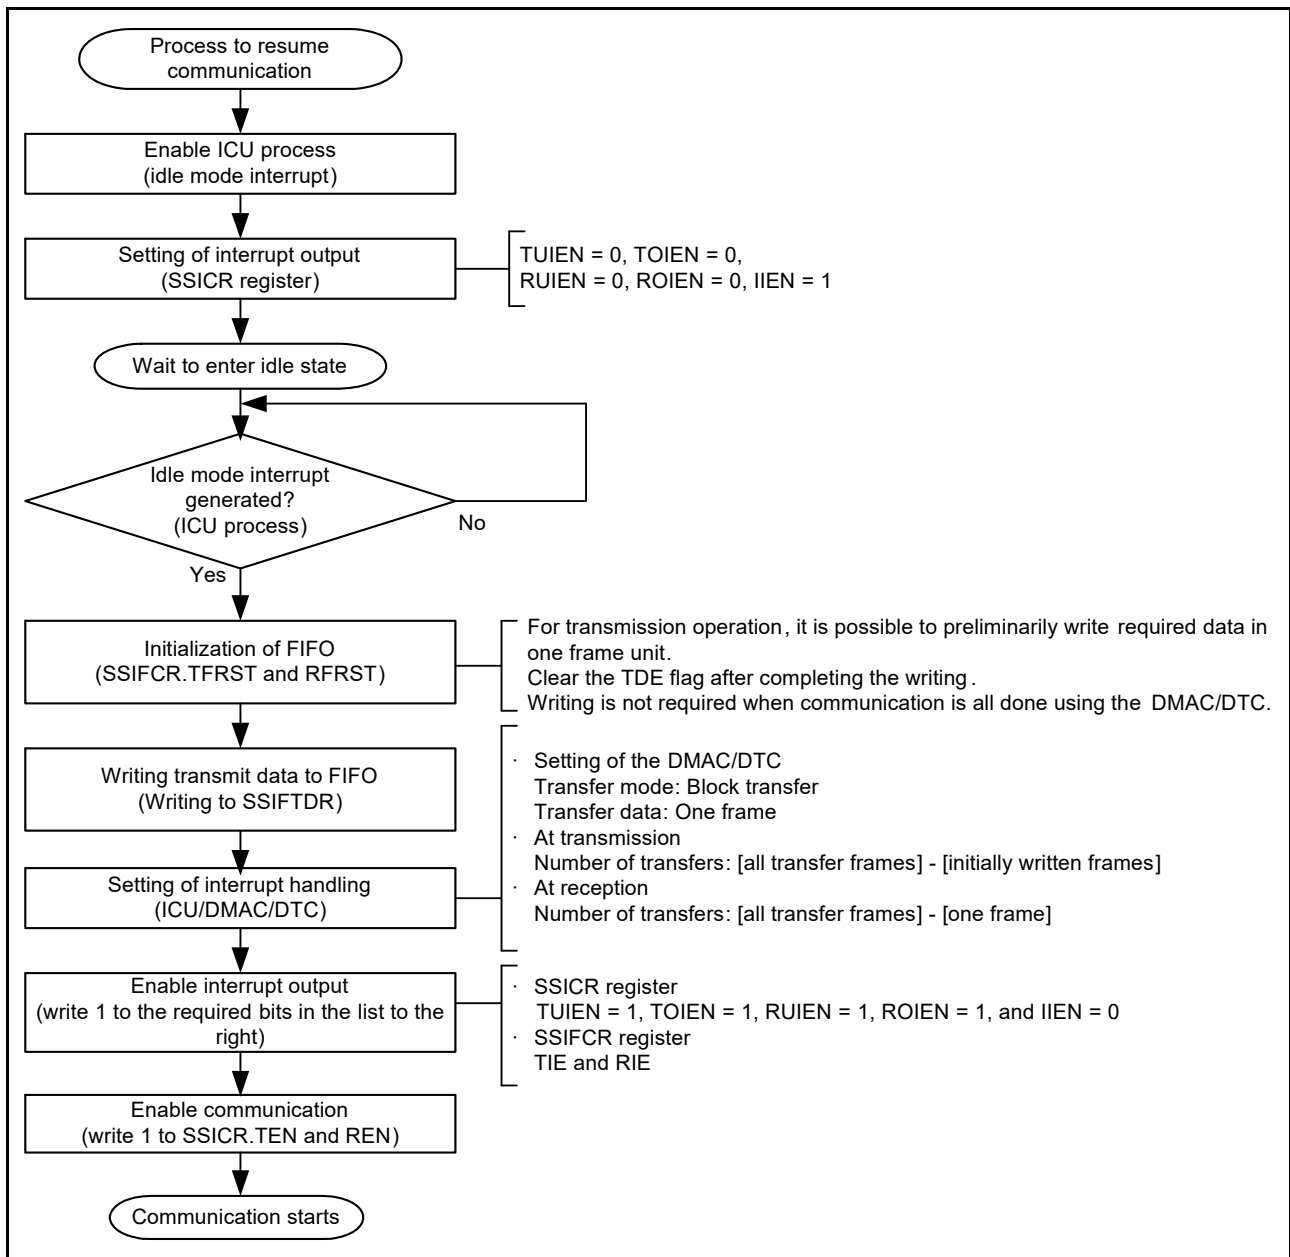 Process to resume
communication
Enable ICU process
(idle mode interrupt)
Setting of interrupt output
(SSICR register)
TUIEN = 0, TOIEN = 0,
RUIEN = 0, ROIEN = 0, IIEN = 1
Wait to enter idle state
Idle mode interrupt
generated?
(ICU process)
No
Yes
Initialization of FIFO
(SSIFCR.TFRST and RFRST)
For transmission operation, it is possible to preliminarily write required data in
one frame unit.
Clear the TDE flag after completing the writing.
Writing is not required when communication is all done using the DMAC/DTC.
Writing transmit data to FIFO
(Writing to SSIFTDR)
Setting of interrupt handling
(ICU/DMAC/DTC)
· Setting of the DMAC/DTC
Transfer mode: Block transfer
Transfer data: One frame
· At transmission
Number of transfers: [all transfer frames] - [initially written frames]
· At reception
Number of transfers: [all transfer frames] - [one frame]
Enable interrupt output
(write 1 to the required bits in the list to the
right)
· SSICR register
TUIEN = 1, TOIEN = 1, RUIEN = 1, ROIEN = 1, and IIEN = 0
· SSIFCR register
TIE and RIE
Enable communication
(write 1 to SSICR.TEN and REN)
Communication starts